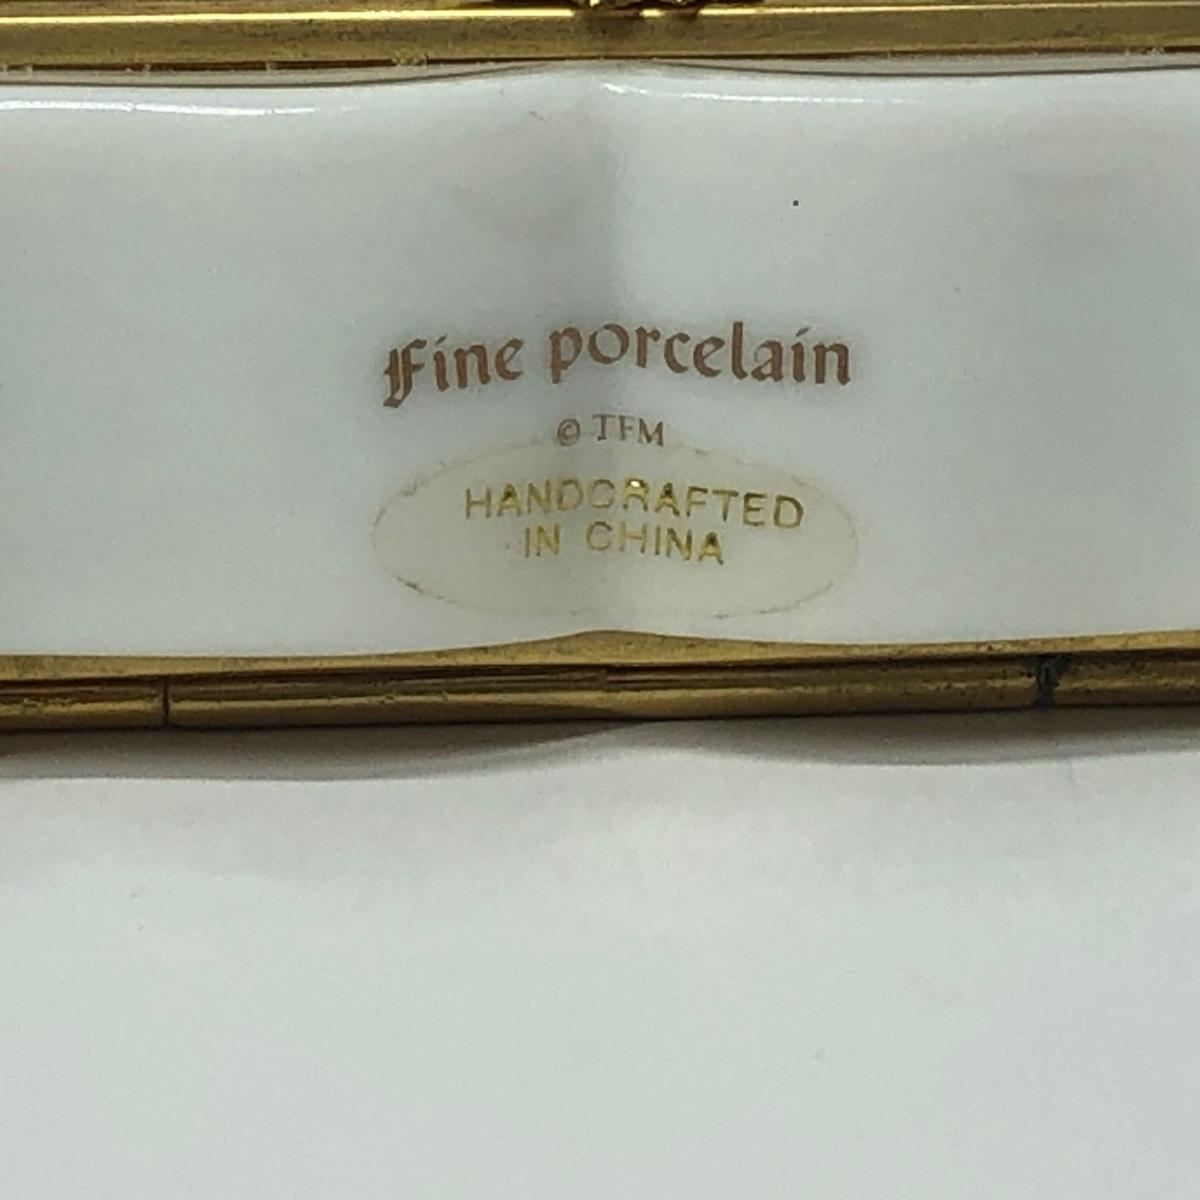 Fine porcelain
© TFM
HANDCRAFTED
IN CHINA